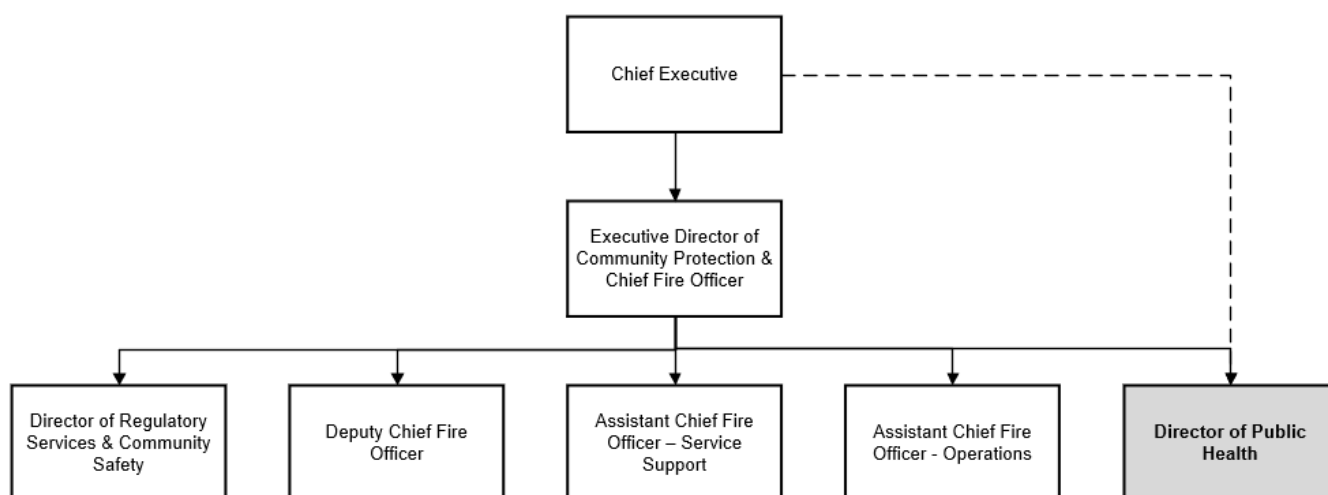 Chief Executive
Executive Director of
Community Protection &
Chief Fire Officer
Director of Regulatory
Services & Community
Safety
Deputy Chief Fire
Officer
Assistant Chief Fire
Officer – Service
Support
Assistant Chief Fire
Officer - Operations
Director of Public
Health